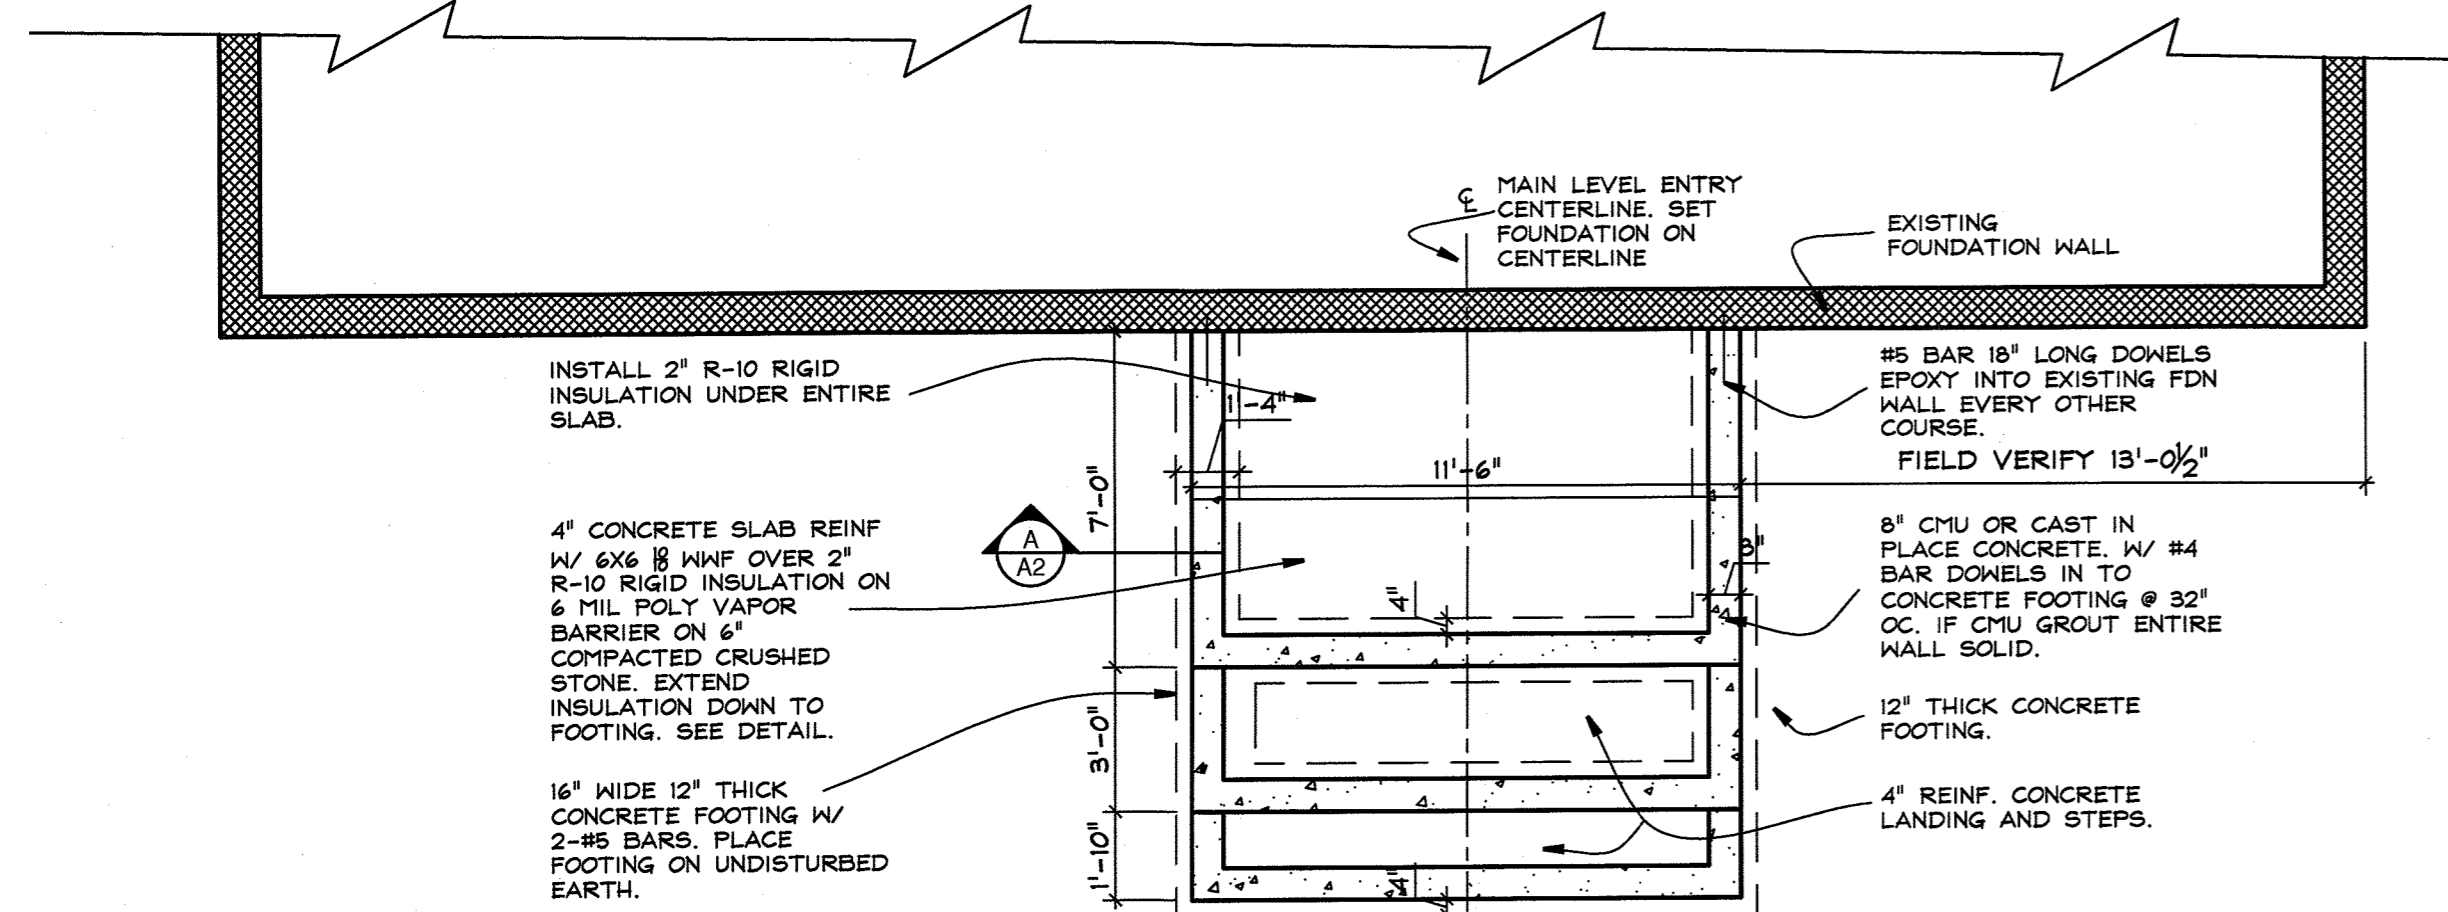 ℄
MAIN LEVEL ENTRY
CENTERLINE. SET
FOUNDATION ON
CENTERLINE
EXISTING
FOUNDATION WALL
INSTALL 2" R-10 RIGID
INSULATION UNDER ENTIRE
SLAB.
1'-4"
#5 BAR 18" LONG DOWELS
EPOXY INTO EXISTING FDN
WALL EVERY OTHER
COURSE.
FIELD VERIFY 13'-0½"
11'-6"
7'-0"
4" CONCRETE SLAB REINF
W/ 6X6 10/10 WWF OVER 2"
R-10 RIGID INSULATION ON
6 MIL POLY VAPOR
BARRIER ON 6"
COMPACTED CRUSHED
STONE. EXTEND
INSULATION DOWN TO
FOOTING. SEE DETAIL.
A
A2
8"
4"
8" CMU OR CAST IN
PLACE CONCRETE. W/ #4
BAR DOWELS IN TO
CONCRETE FOOTING @ 32"
OC. IF CMU GROUT ENTIRE
WALL SOLID.
3'-0"
12" THICK CONCRETE
FOOTING.
16" WIDE 12" THICK
CONCRETE FOOTING W/
2-#5 BARS. PLACE
FOOTING ON UNDISTURBED
EARTH.
4" REINF. CONCRETE
LANDING AND STEPS.
1'-10"
4"